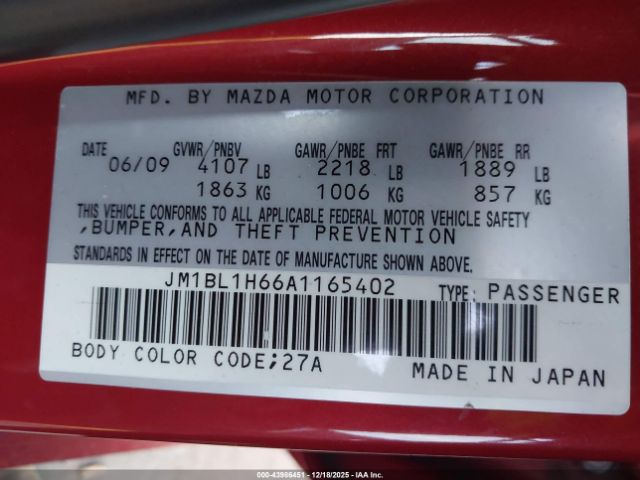 MFD. BY MAZDA MOTOR CORPORATION
DATE GVWR/PNBV GAWR/PNBE FRT GAWR/PNBE RR
06/09 4107 LB 2218 LB 1889 LB
1863 KG 1006 KG 857 KG
THIS VEHICLE CONFORMS TO ALL APPLICABLE FEDERAL MOTOR VEHICLE SAFETY
,BUMPER,AND THEFT PREVENTION
STANDARDS IN EFFECT ON THE DATE OF MANUFACTURE SHOWN ABOVE.
JM1BL1H66A1165402 TYPE: PASSENGER
BODY COLOR CODE;27A MADE IN JAPAN
000-43986451 - 12/18/2025 - IAAI.COM